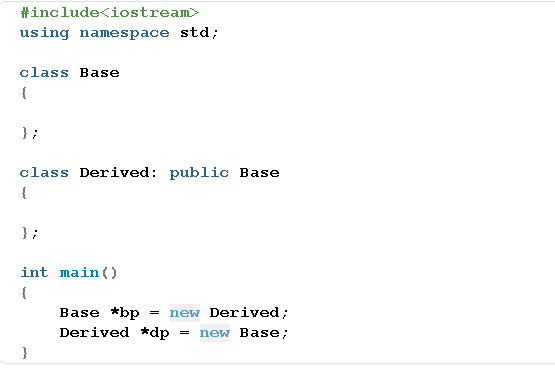 #include<iostream>
using namespace std;
class Base
{
};
class Derived: public Base
{
};
int main()
{
Base *bp = new Derived;
Derived *dp = new Base;
}